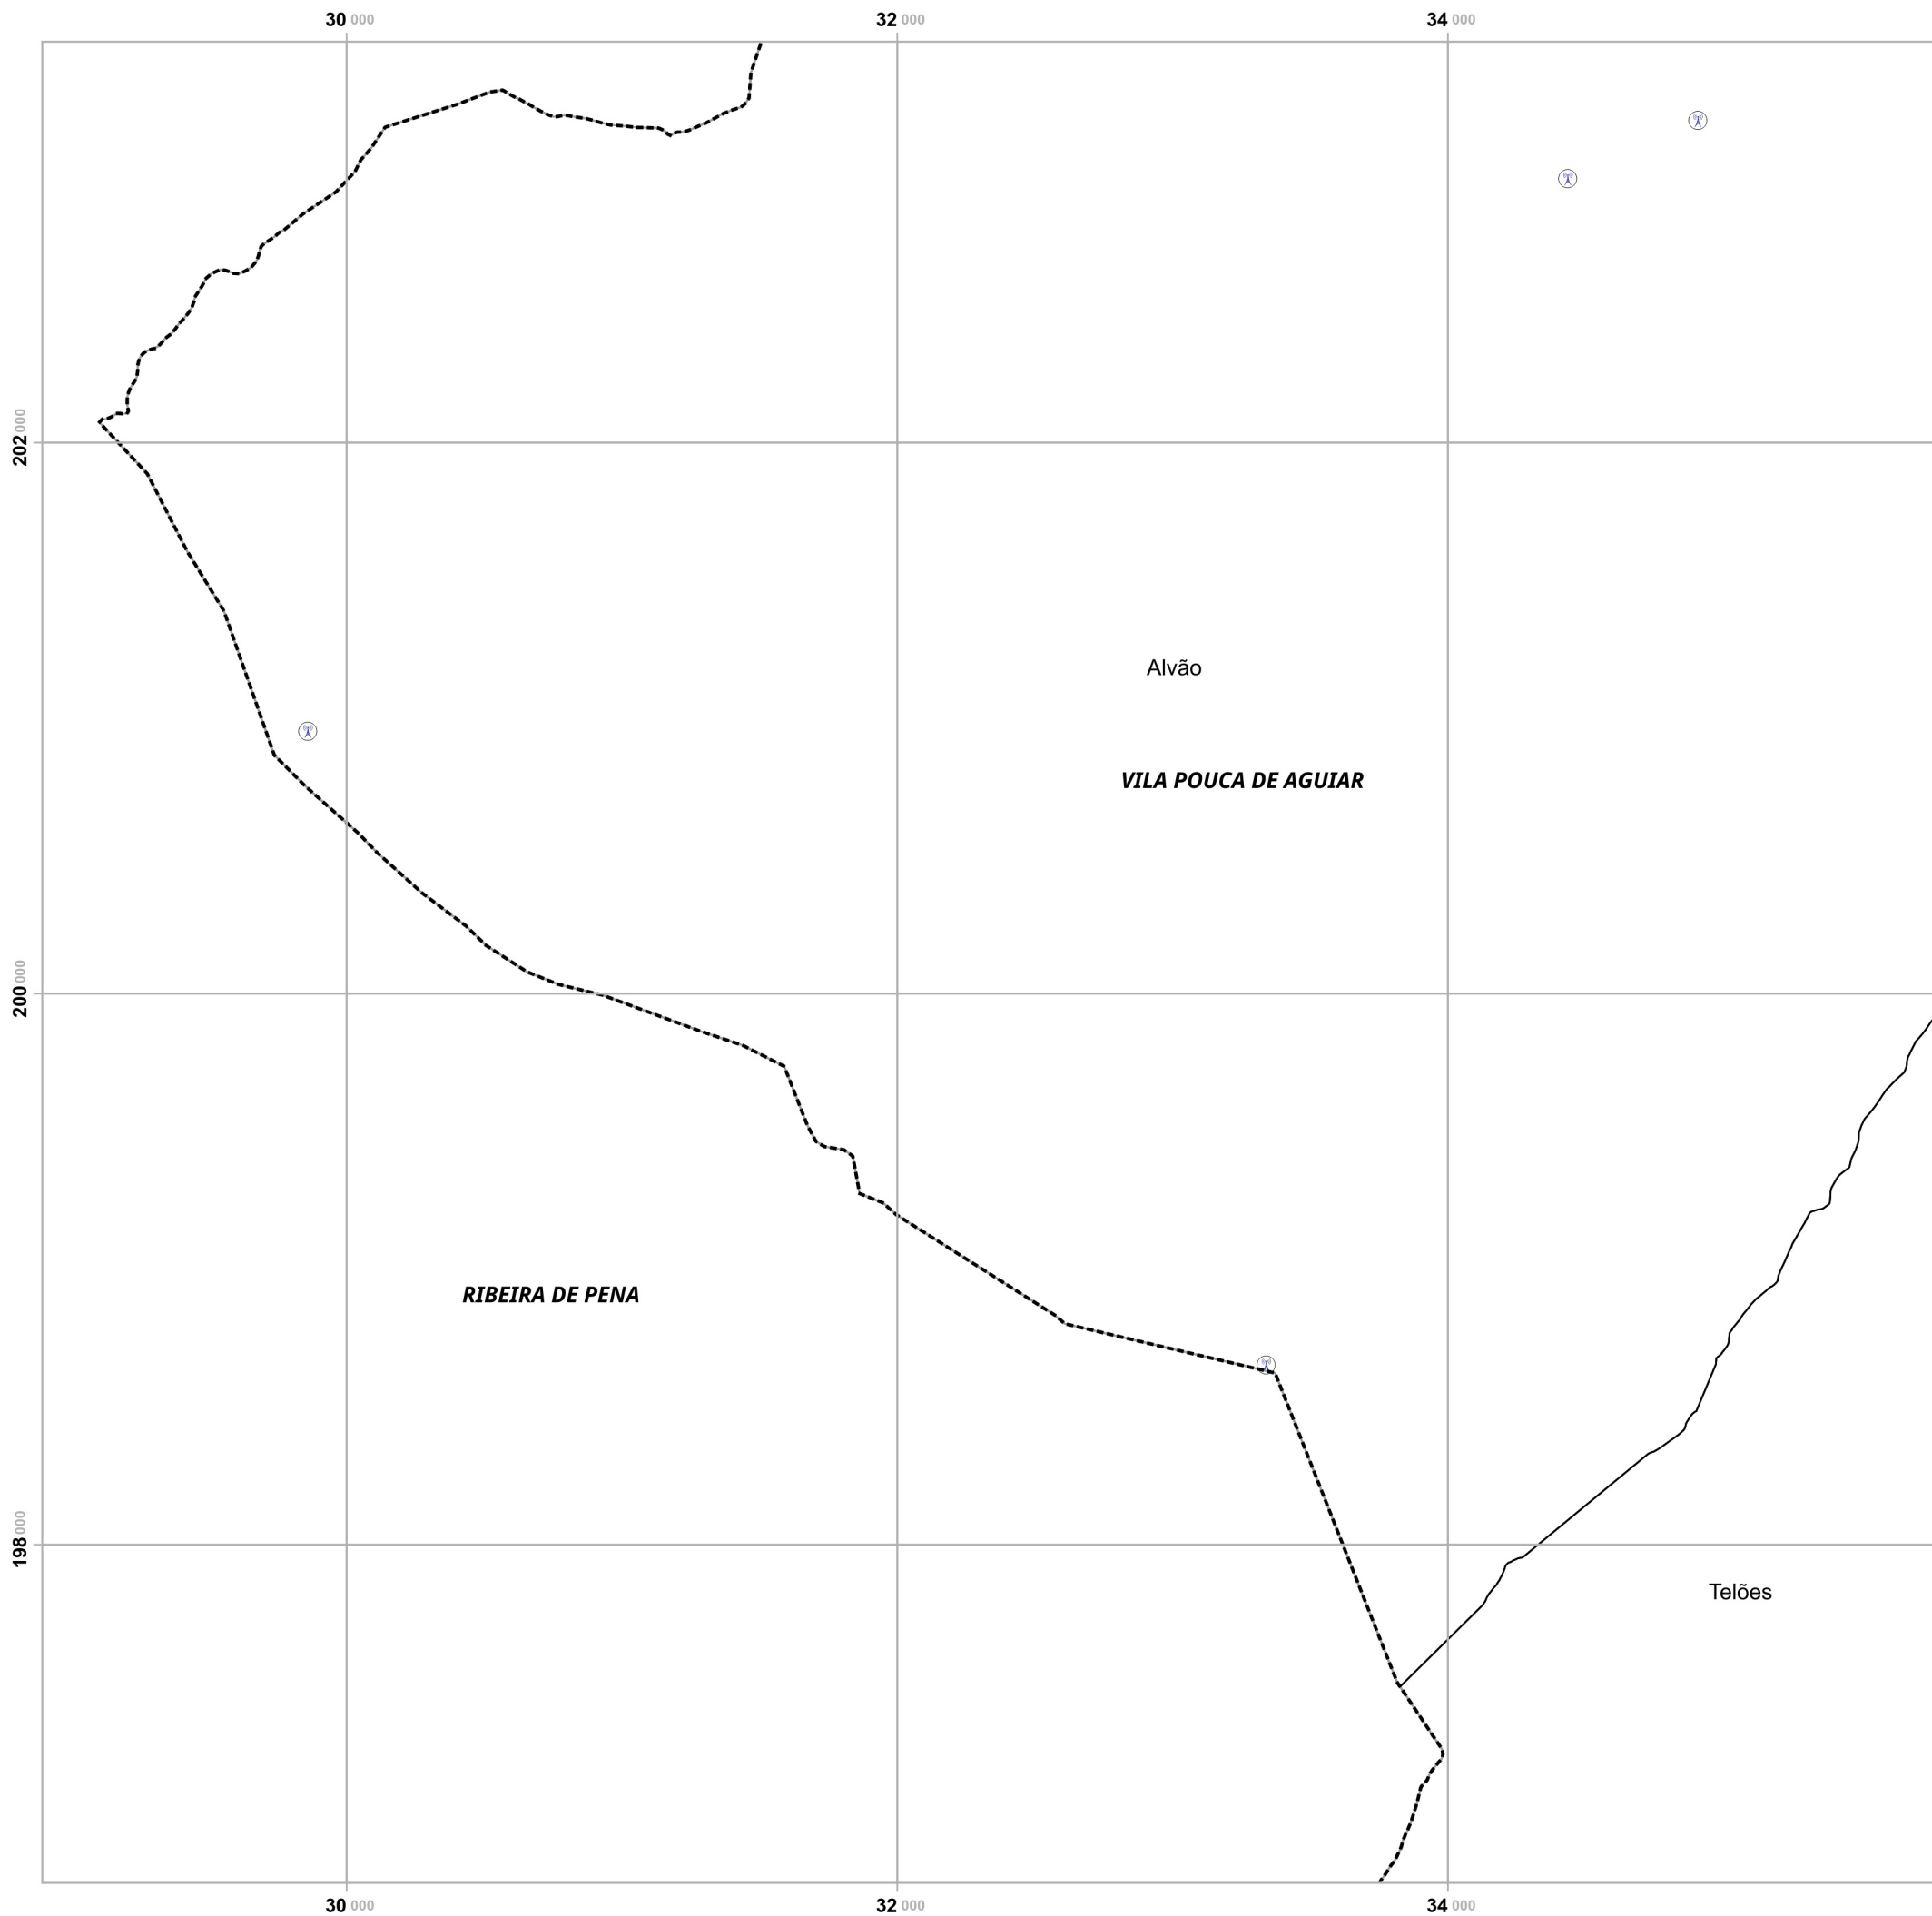 30 000 32 000 34 000
202 000
Alvão
VILA POUCA DE AGUIAR
200 000
RIBEIRA DE PENA
198 000
Telões
30 000 32 000 34 000